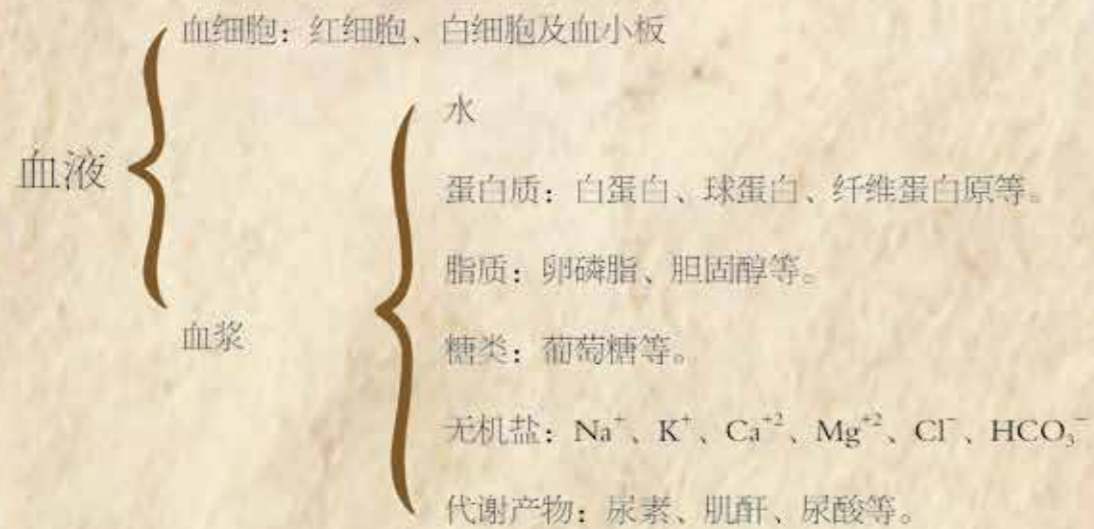 血细胞：红细胞、白细胞及血小板
水
血液
蛋白质：白蛋白、球蛋白、纤维蛋白原等。
脂质：卵磷脂、胆固醇等。
血浆
糖类：葡萄糖等。
无机盐：Na⁺、K⁺、Ca⁺²、Mg⁺²、Cl⁻、HCO₃⁻
代谢产物：尿素、肌酐、尿酸等。